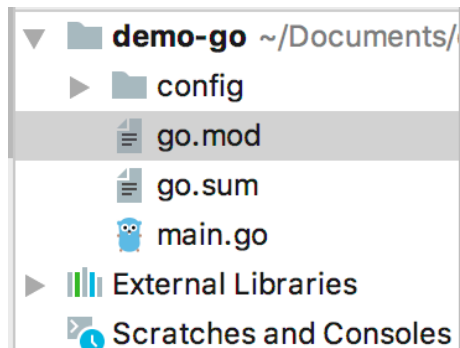 demo-go ~/Documents/
config
go.mod
go.sum
main.go
External Libraries
Scratches and Consoles